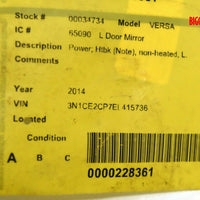 Stock # 00034734 Model VERSA
IC # 65090 L Door Mirror
Description Power; Htbk (Note), non-heated, L.
Comments
Year 2014
VIN 3N1CE2CP7EL415736
Located
Condition
A B C
0000228361